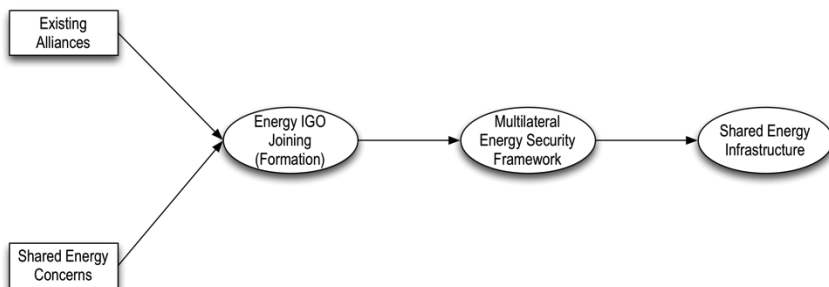 Existing
Alliances
Energy IGO
Joining
(Formation)
Multilateral
Energy Security
Framework
Shared Energy
Infrastructure
Shared Energy
Concerns